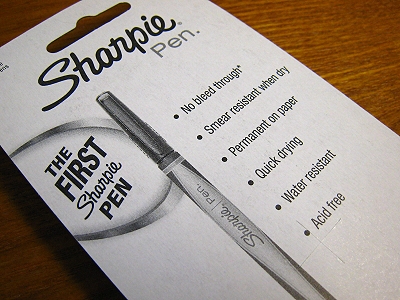 Sharpie.
Pen.
• No bleed through*
• Smear resistant when dry
• Permanent on paper
• Quick drying
• Water resistant
• Acid free
THE
FIRST
Sharpie
PEN
Sharpie. Pen.